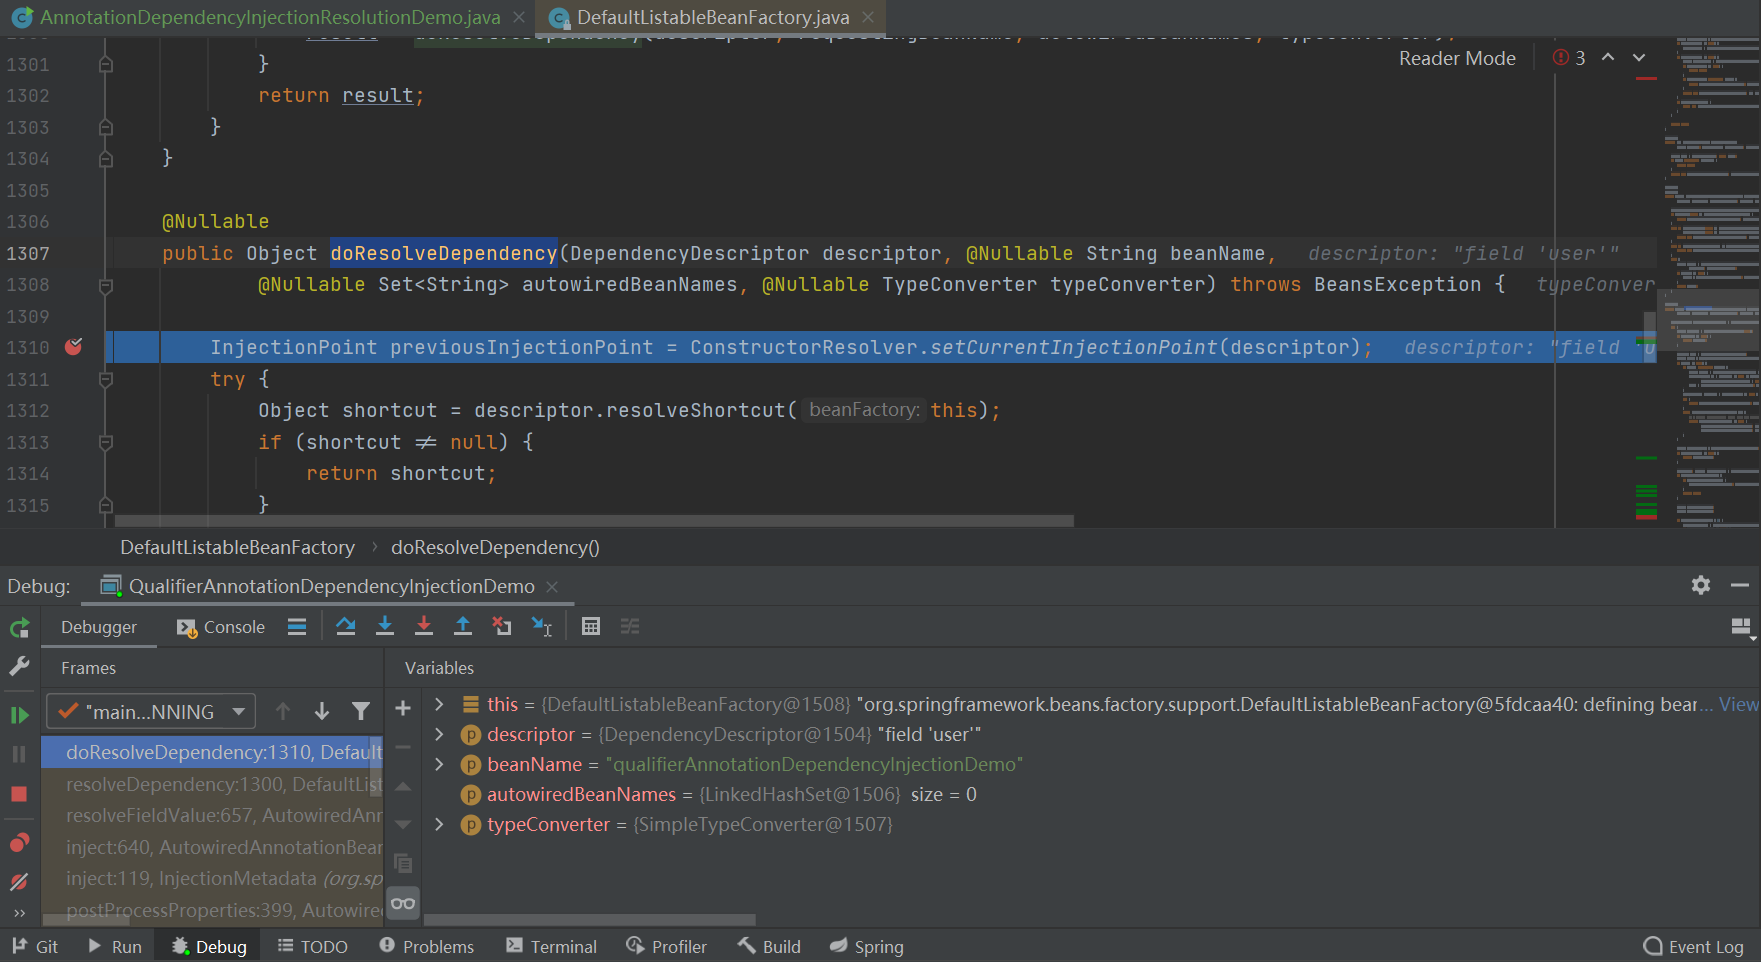 AnnotationDependencyInjectionResolutionDemo.java
DefaultListableBeanFactory.java
Reader Mode
3
1301 }
1302 return result;
1303 }
1304 }
1305
1306 @Nullable
1307 public Object doResolveDependency(DependencyDescriptor descriptor, @Nullable String beanName, descriptor: "field 'user'"
1308 @Nullable Set<String> autowiredBeanNames, @Nullable TypeConverter typeConverter) throws BeansException { typeConver
1309
1310 InjectionPoint previousInjectionPoint = ConstructorResolver.setCurrentInjectionPoint(descriptor); descriptor: "field 'u
1311 try {
1312 Object shortcut = descriptor.resolveShortcut( beanFactory: this);
1313 if (shortcut ≠ null) {
1314 return shortcut;
1315 }
DefaultListableBeanFactory › doResolveDependency()
Debug: QualifierAnnotationDependencyInjectionDemo
Debugger Console
Frames
Variables
"main...NNING
doResolveDependency:1310, Default
resolveDependency:1300, DefaultList
resolveFieldValue:657, AutowiredAnn
inject:640, AutowiredAnnotationBean
inject:119, InjectionMetadata (org.sp
postProcessProperties:399, Autowired
this = {DefaultListableBeanFactory@1508} "org.springframework.beans.factory.support.DefaultListableBeanFactory@5fdcaa40: defining bear... View
p descriptor = {DependencyDescriptor@1504} "field 'user'"
p beanName = "qualifierAnnotationDependencyInjectionDemo"
p autowiredBeanNames = {LinkedHashSet@1506} size = 0
p typeConverter = {SimpleTypeConverter@1507}
Git Run Debug TODO Problems Terminal Profiler Build Spring Event Log